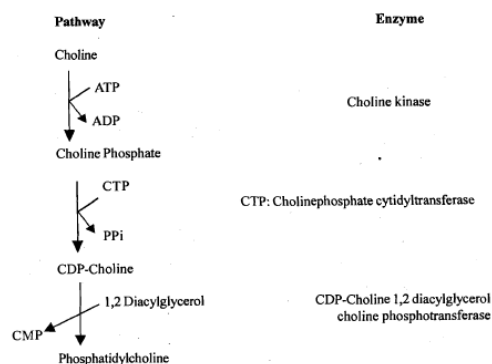 Pathway
Enzyme
Choline
ATP
Choline kinase
ADP
Choline Phosphate
CTP
CTP: Cholinephosphate cytidyltransferase
PPi
CDP-Choline
1,2 Diacylglycerol
CDP-Choline 1,2 diacylglycerol
choline phosphotransferase
CMP
Phosphatidylcholine